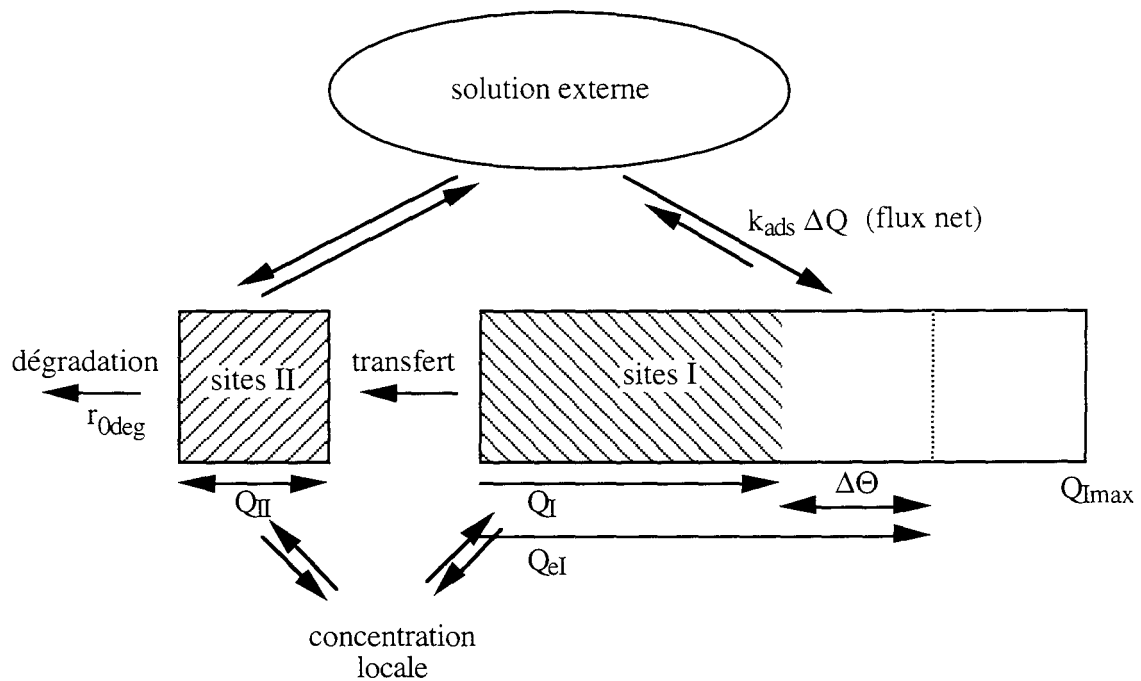 solution externe
k_ads ΔQ (flux net)
dégradation
r_0deg
sites II
transfert
sites I
Q_II
Q_I
ΔΘ
Q_Imax
Q_eI
concentration
locale